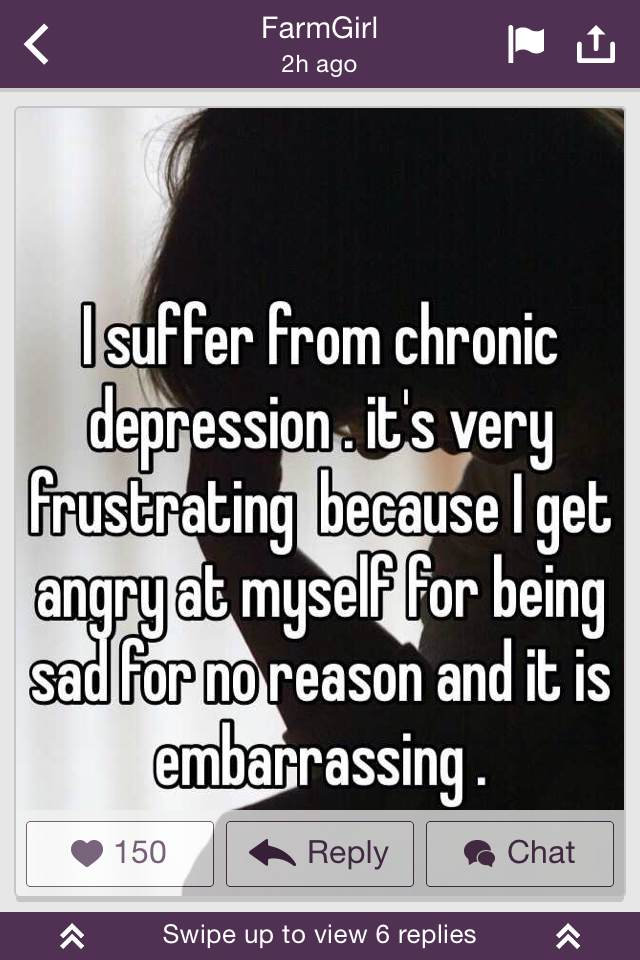 FarmGirl
2h ago
I suffer from chronic
depression . it's very
frustrating  because I get
angry at myself for being
sad for no reason and it is
embarrassing .
150
Reply
Chat
Swipe up to view 6 replies